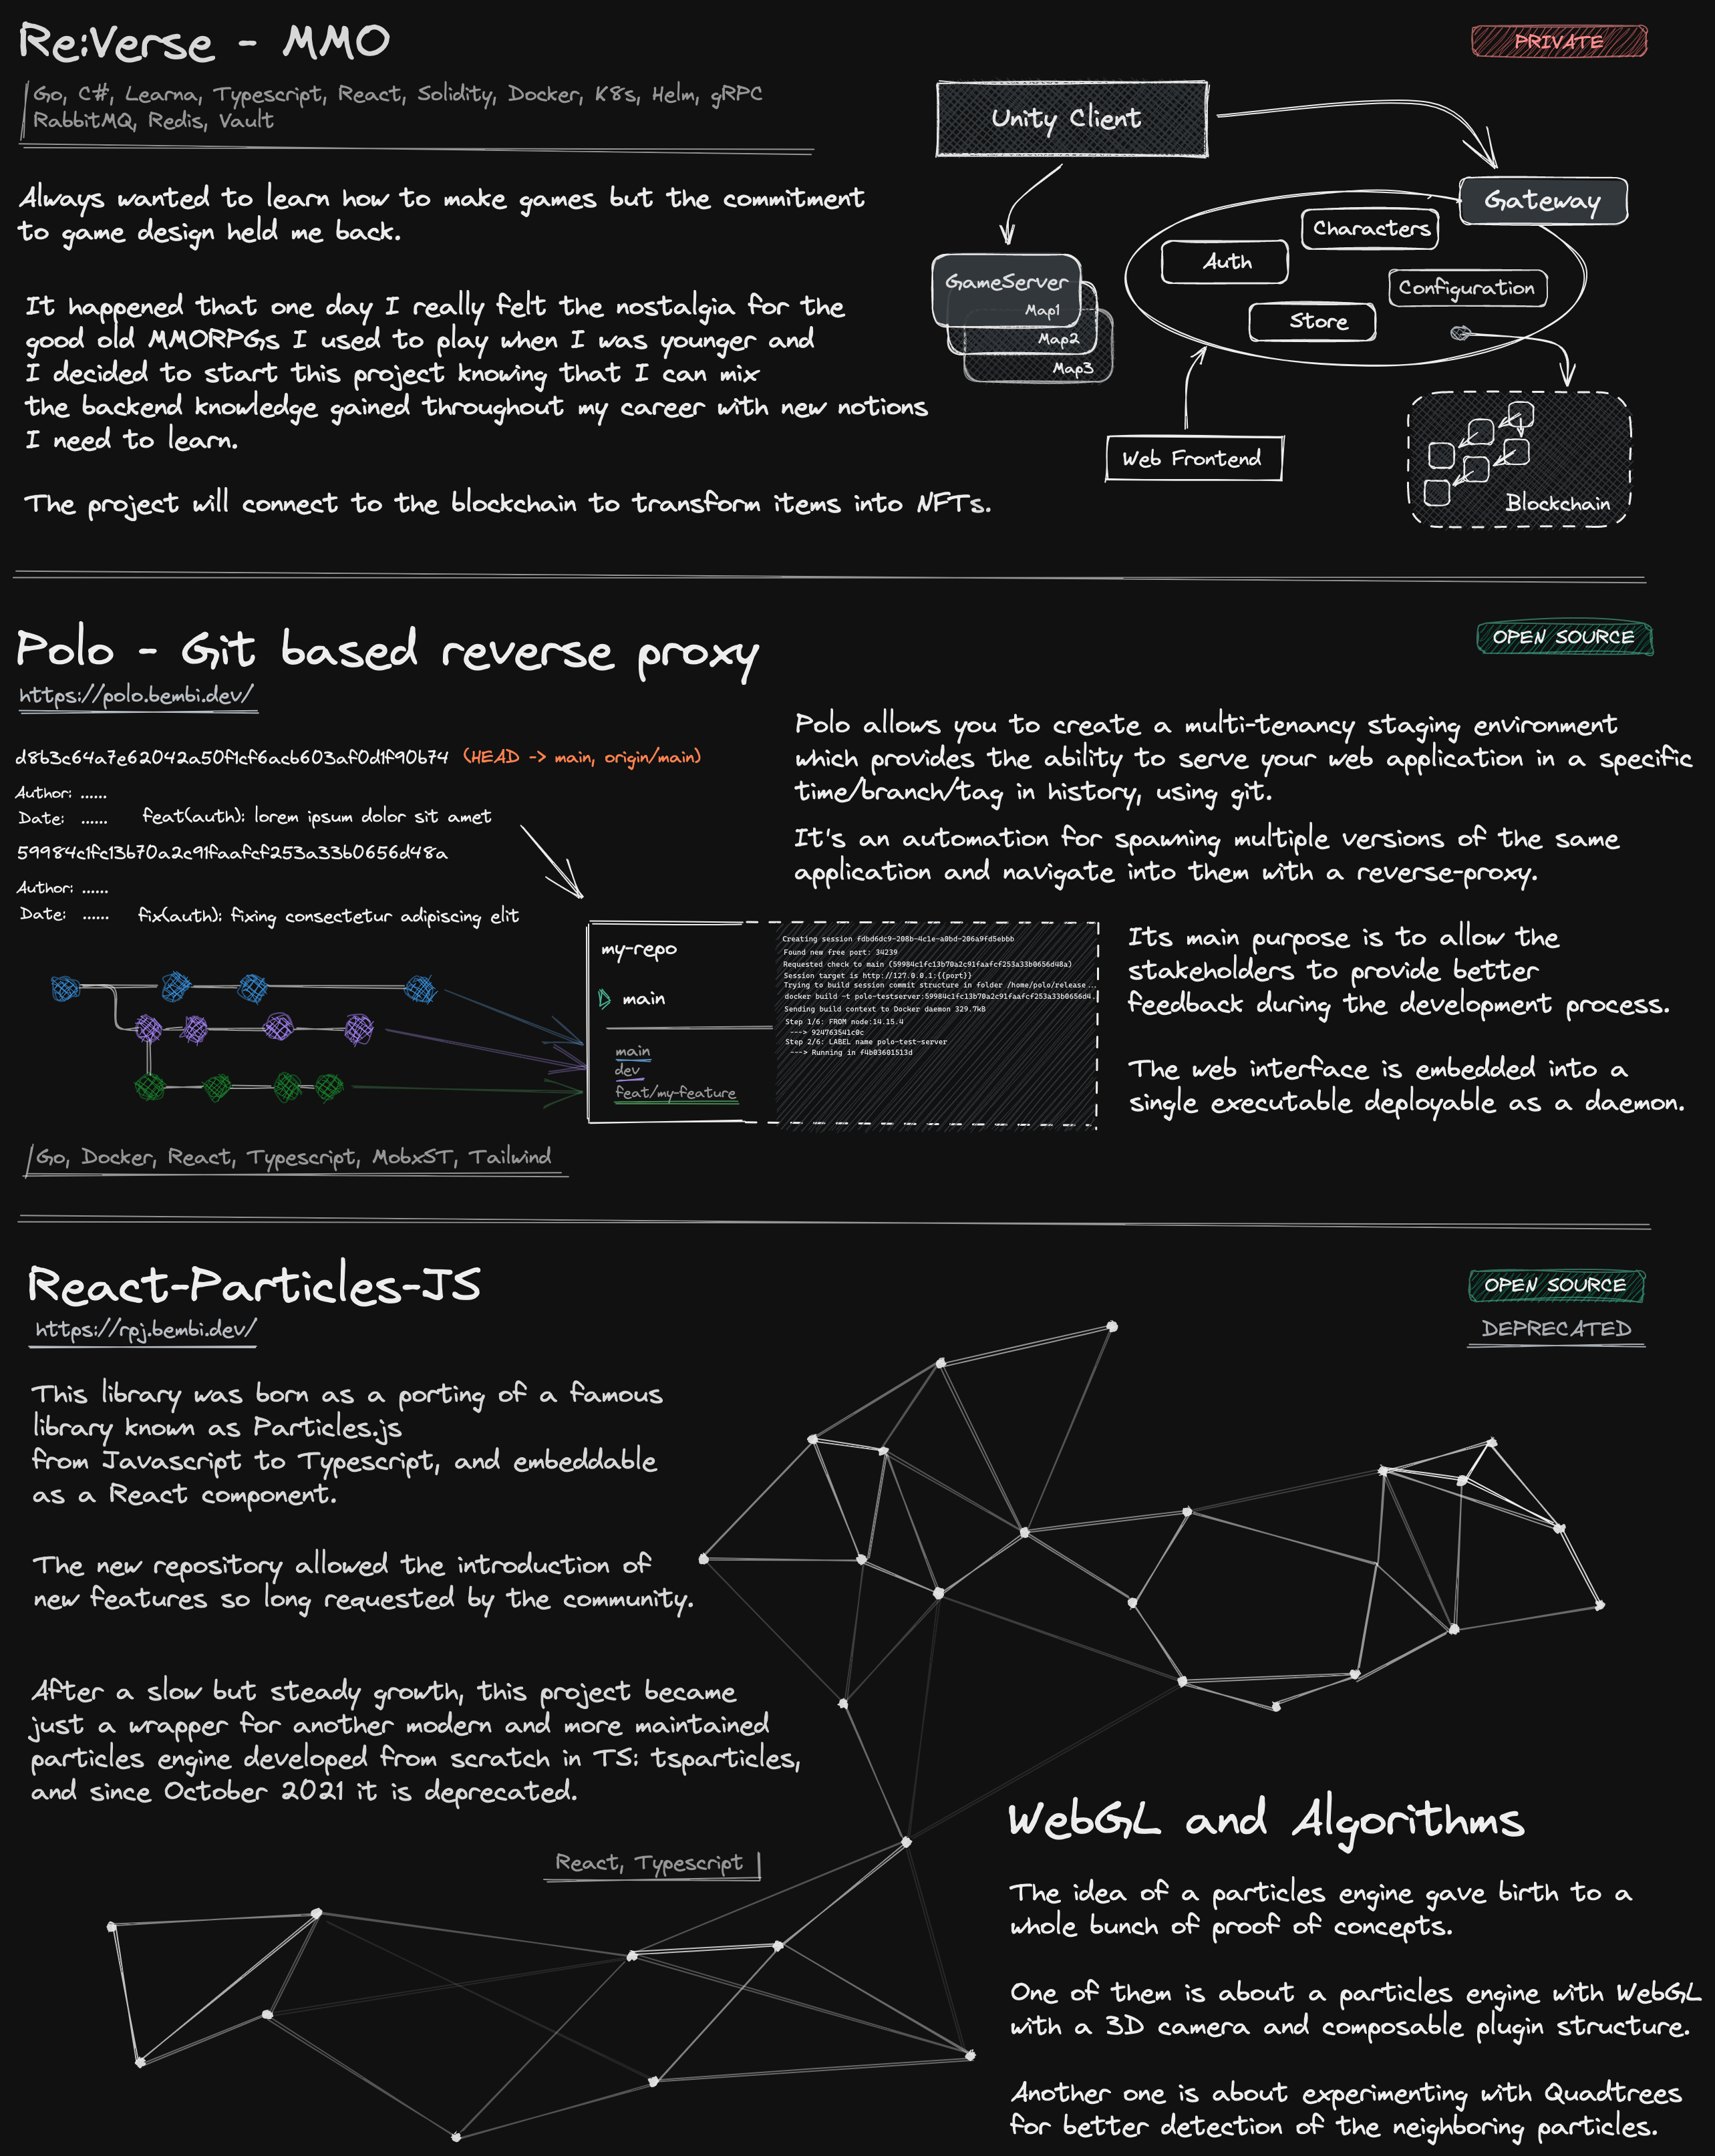 Re:Verse - MMO
PRIVATE
Go, C#, Learna, Typescript, React, Solidity, Docker, K8s, Helm, gRPC
RabbitMQ, Redis, Vault
Always wanted to learn how to make games but the commitment
to game design held me back.
It happened that one day I really felt the nostalgia for the
good old MMORPGs I used to play when I was younger and
I decided to start this project knowing that I can mix
the backend knowledge gained throughout my career with new notions
I need to learn.
The project will connect to the blockchain to transform items into NFTs.
Unity Client
Gateway
Characters
Auth
Configuration
Store
GameServer
Map1
Map2
Map3
Web Frontend
Blockchain
Polo - Git based reverse proxy
OPEN SOURCE
https://polo.bembi.dev/
d8b3c64a7e62042a50f1cf6acb603af0d1f90b74 (HEAD -> main, origin/main)
Author: ......
Date: ...... feat(auth): lorem ipsum dolor sit amet
59984c1fc13b70a2c91faafcf253a33b0656d48a
Author: ......
Date: ...... fix(auth): fixing consectetur adipiscing elit
Polo allows you to create a multi-tenancy staging environment
which provides the ability to serve your web application in a specific
time/branch/tag in history, using git.
It's an automation for spawning multiple versions of the same
application and navigate into them with a reverse-proxy.
my-repo
main
main
dev
feat/my-feature
Creating session fdbd6dc9-208b-4c1e-a0bd-206a9fd5ebbb
Found new free port: 34239
Requested check to main (59984c1fc13b70a2c91faafcf253a33b0656d48a)
Session target is http://127.0.0.1:{{port}}
Trying to build session commit structure in folder /home/polo/release...
docker build -t polo-testserver:59984c1fc13b70a2c91faafcf253a33b0656d4.
Sending build context to Docker daemon 329.7kB
Step 1/6: FROM node:14.15.4
---> 924763541c0c
Step 2/6: LABEL name polo-test-server
---> Running in f4b03601513d
Its main purpose is to allow the
stakeholders to provide better
feedback during the development process.
The web interface is embedded into a
single executable deployable as a daemon.
Go, Docker, React, Typescript, MobxST, Tailwind
React-Particles-JS
OPEN SOURCE
https://rpj.bembi.dev/
DEPRECATED
This library was born as a porting of a famous
library known as Particles.js
from Javascript to Typescript, and embeddable
as a React component.
The new repository allowed the introduction of
new features so long requested by the community.
After a slow but steady growth, this project became
just a wrapper for another modern and more maintained
particles engine developed from scratch in TS: tsparticles,
and since October 2021 it is deprecated.
React, Typescript
WebGL and Algorithms
The idea of a particles engine gave birth to a
whole bunch of proof of concepts.
One of them is about a particles engine with WebGL
with a 3D camera and composable plugin structure.
Another one is about experimenting with Quadtrees
for better detection of the neighboring particles.